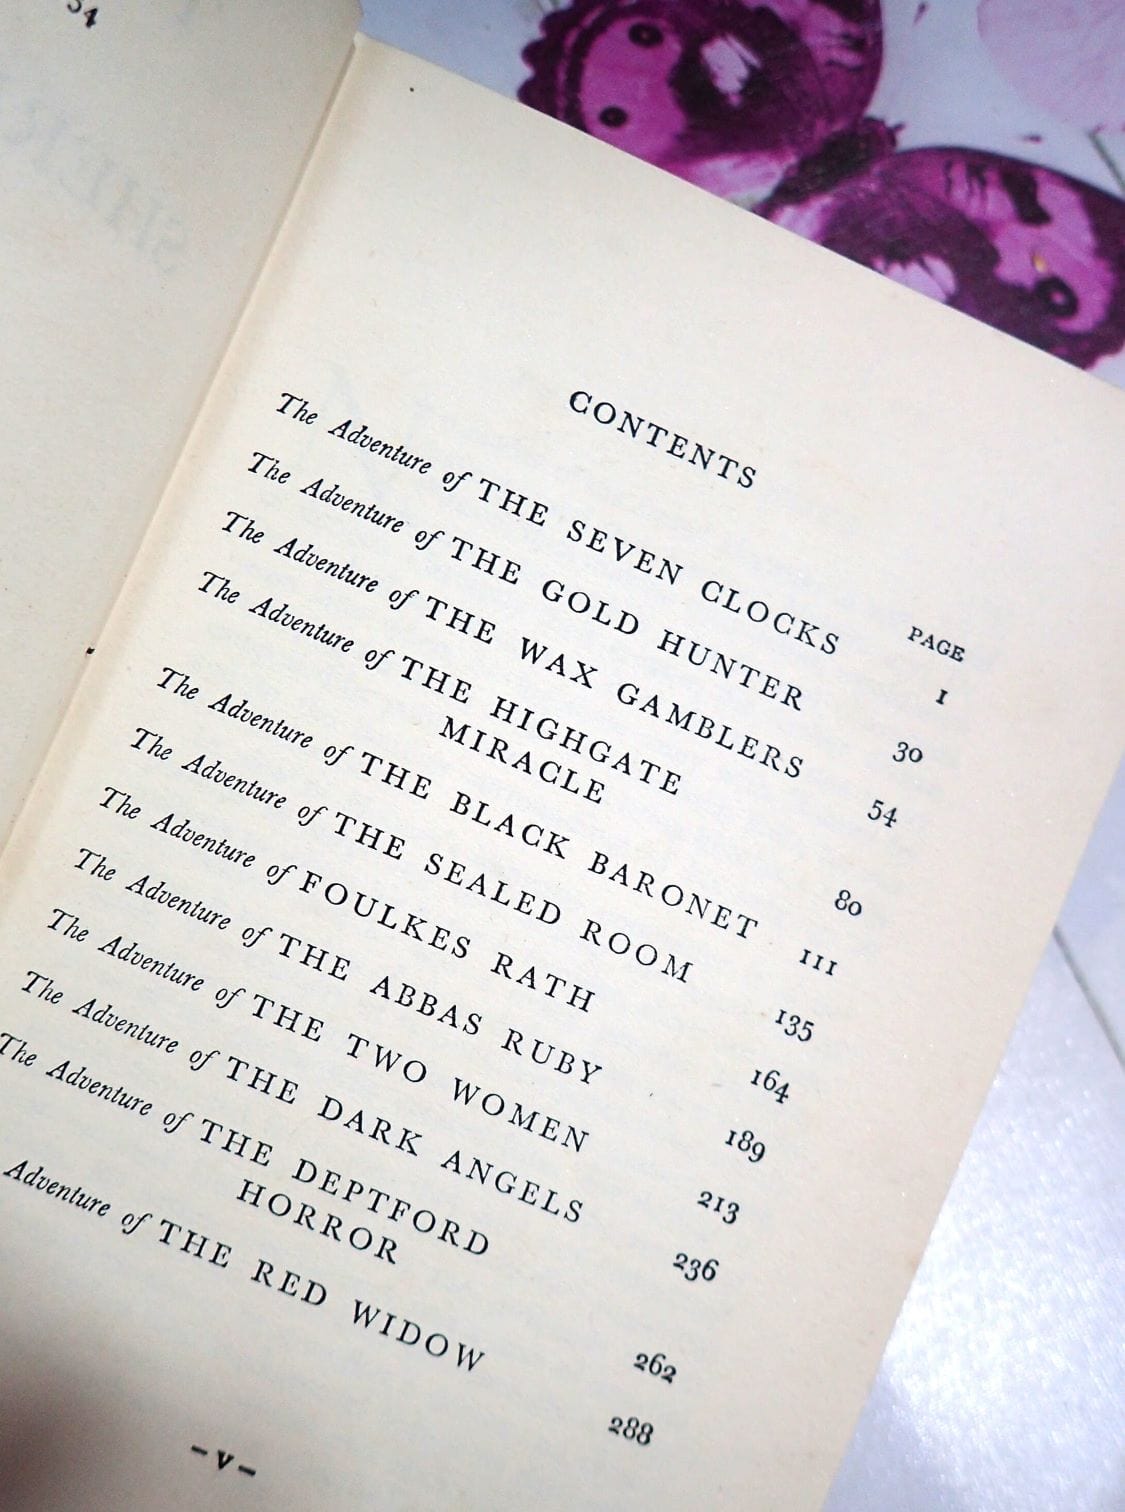 54
SHER
CONTENTS
PAGE
The Adventure of THE SEVEN CLOCKS 1
The Adventure of THE GOLD HUNTER 30
The Adventure of THE WAX GAMBLERS 54
The Adventure of THE HIGHGATE
MIRACLE 80
The Adventure of THE BLACK BARONET 111
The Adventure of THE SEALED ROOM 135
The Adventure of FOULKES RATH 164
The Adventure of THE ABBAS RUBY 189
The Adventure of THE TWO WOMEN 213
The Adventure of THE DARK ANGELS 236
The Adventure of THE DEPTFORD
HORROR 262
Adventure of THE RED WIDOW 288
-v-